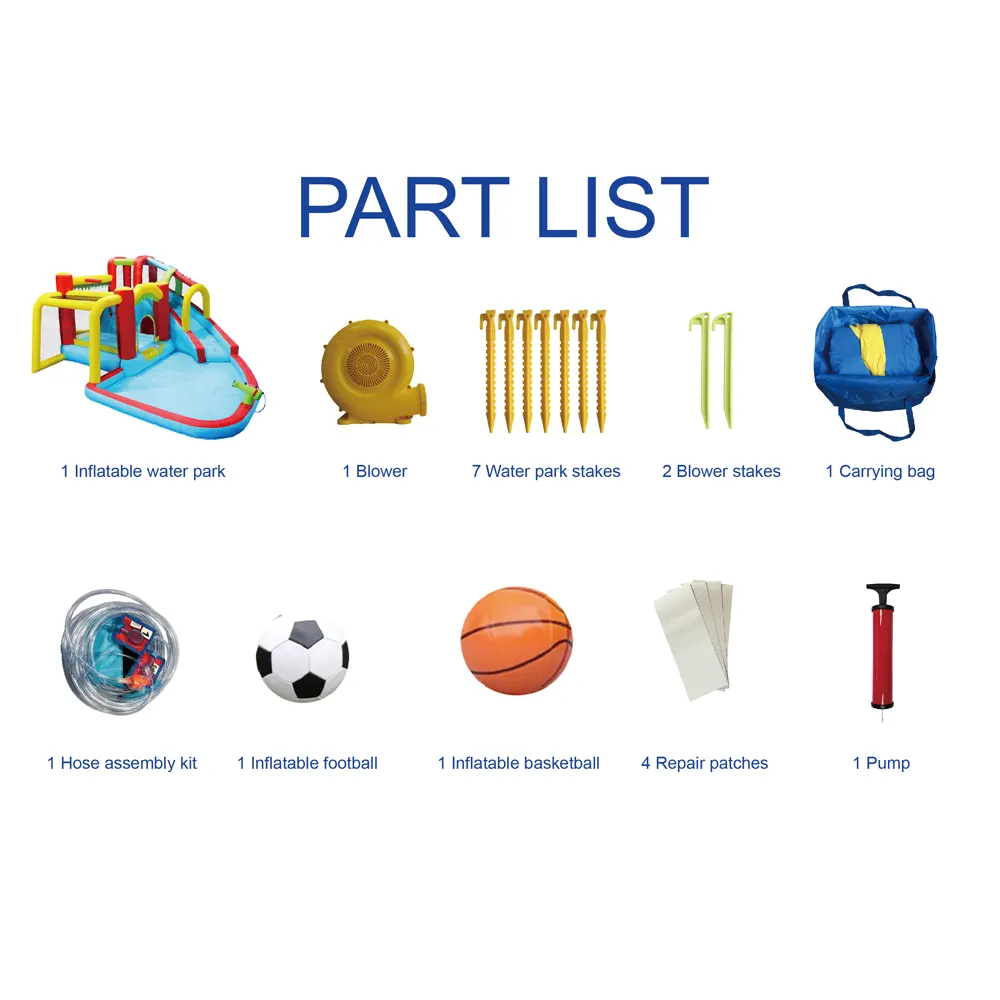 PART LIST
1 Inflatable water park
1 Blower
7 Water park stakes
2 Blower stakes
1 Carrying bag
1 Hose assembly kit
1 Inflatable football
1 Inflatable basketball
4 Repair patches
1 Pump